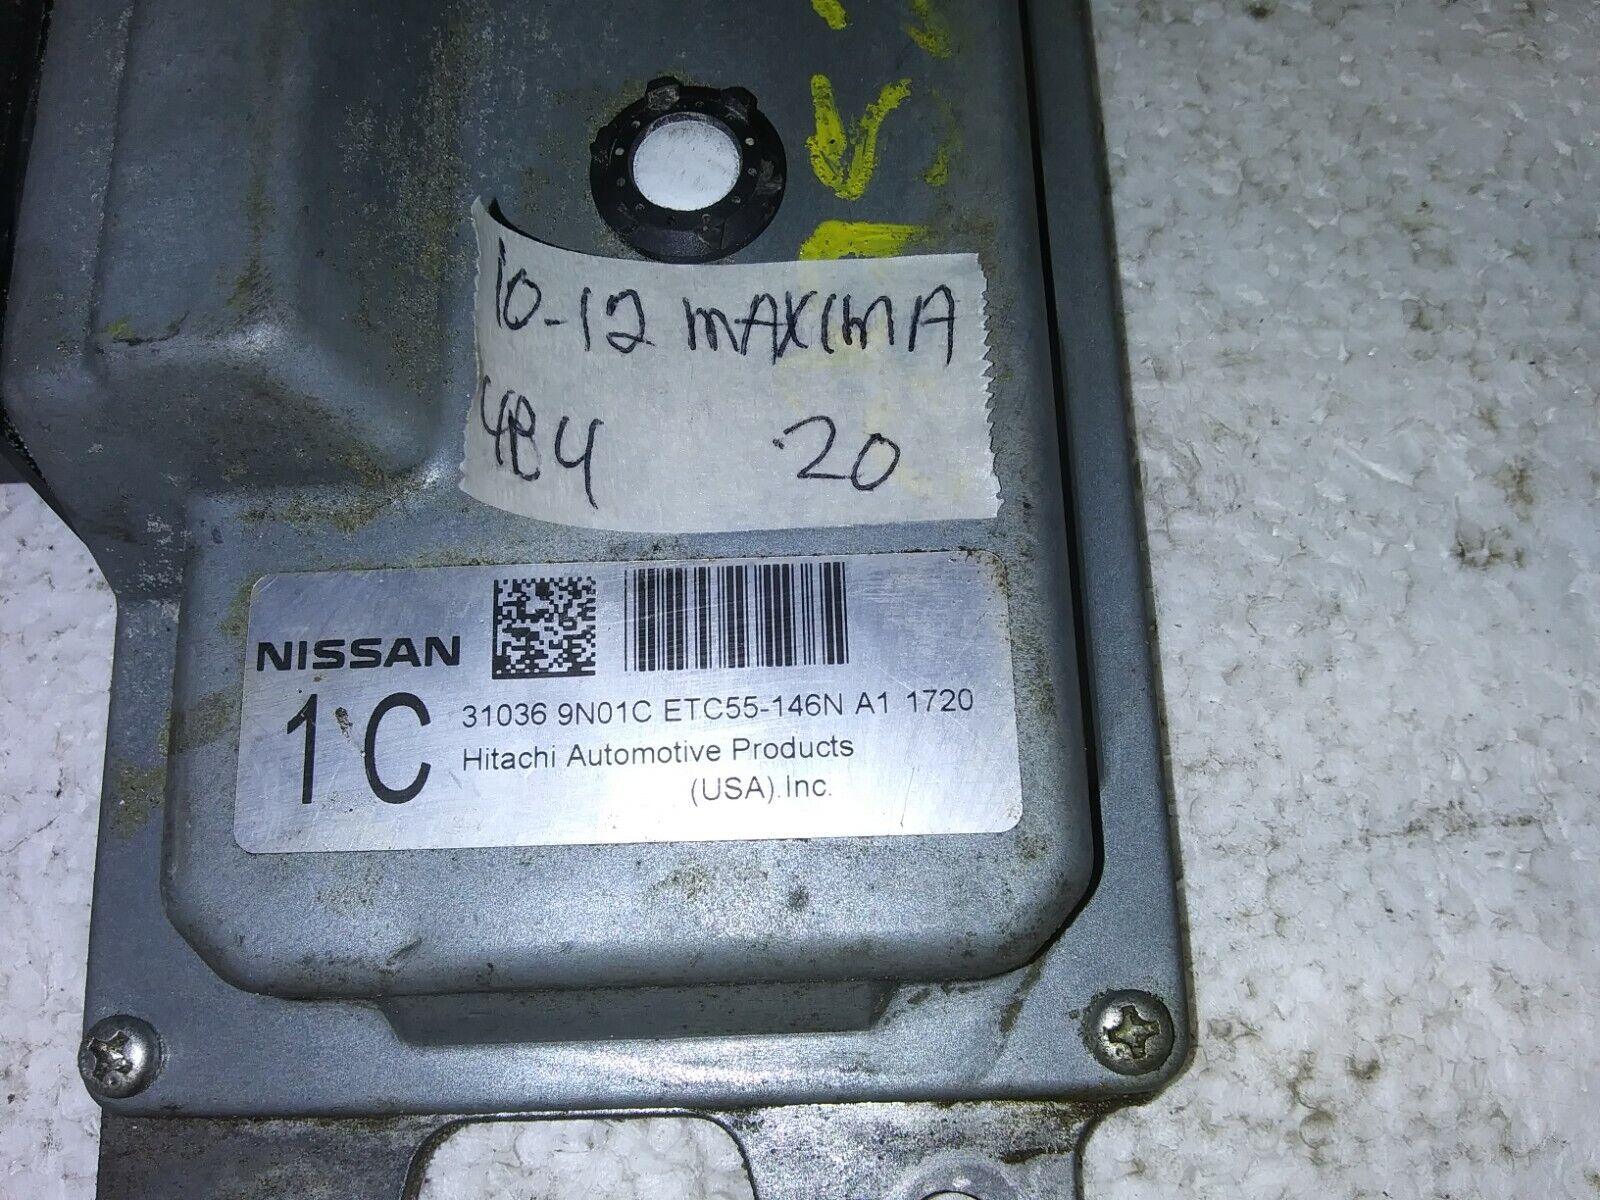 10-12 MAXIMA
4B4 20
NISSAN
1C
31036 9N01C ETC55-146N A1 1720
Hitachi Automotive Products
(USA).Inc.